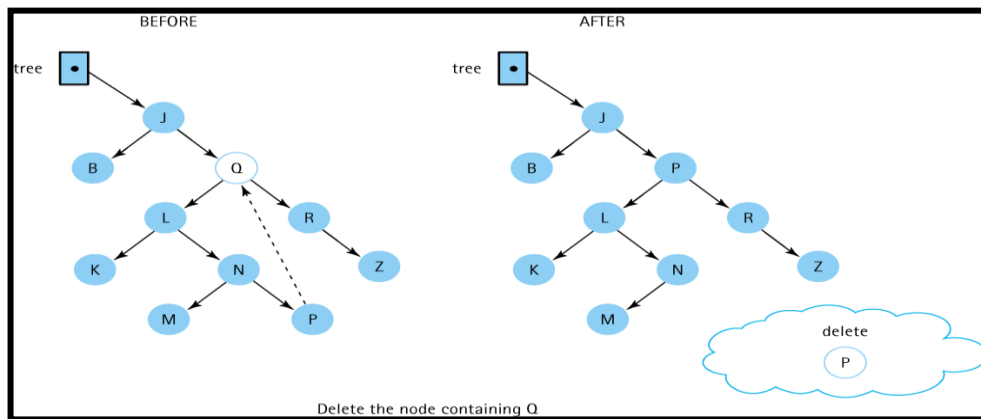 BEFORE AFTER
tree tree
J J
B Q B P
L R L R
K N Z K N Z
M P M
delete
P
Delete the node containing Q